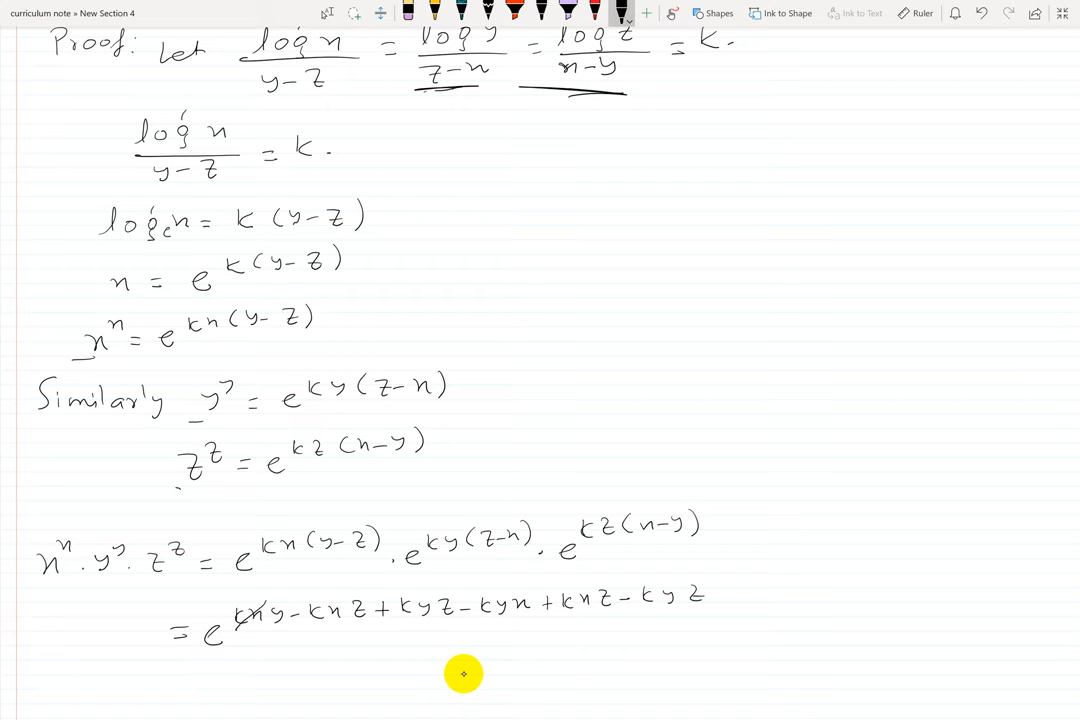 curriculum note » New Section 4
Shapes Ink to Shape Ink to Text Ruler
Proof: Let log x / y-z = log y / z-x = log z / x-y = k.
log x / y-z = k.
logₑx = k (y-z)
x = e^k(y-z)
x^x = e^kx(y-z)
Similarly y^y = e^ky(z-x)
z^z = e^kz(x-y)
x^x . y^y . z^z = e^kx(y-z) . e^ky(z-x) . e^kz(x-y)
= e^kxy-kxz+kyz-kyx+kxz-kyz